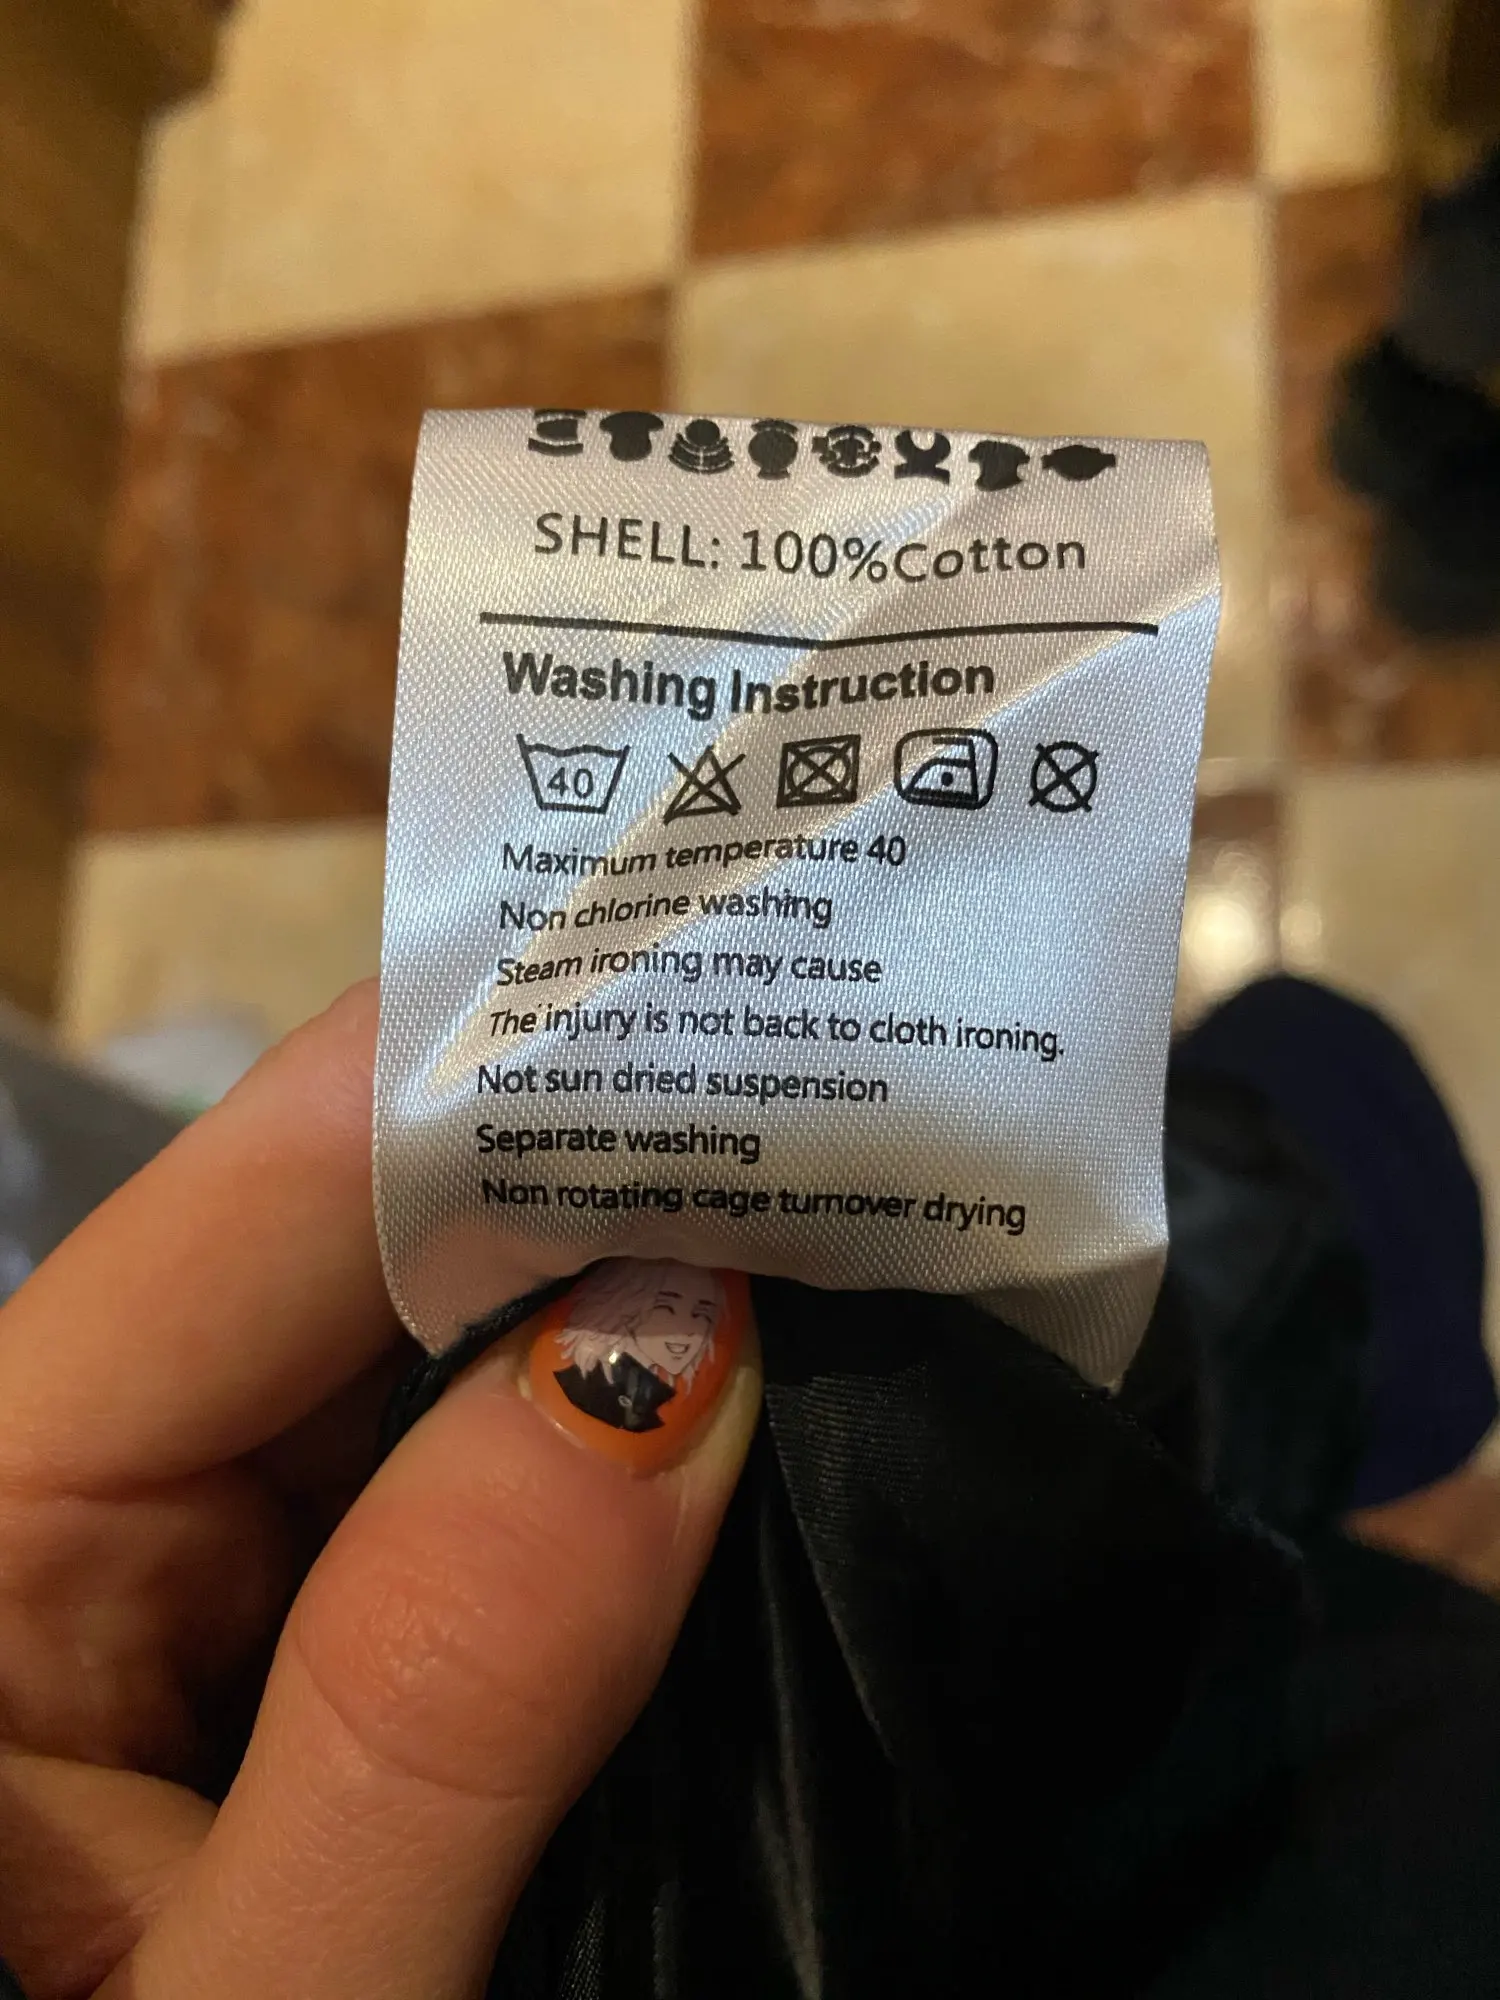 SHELL: 100%Cotton
Washing Instruction
40
Maximum temperature 40
Non chlorine washing
Steam ironing may cause
The injury is not back to cloth ironing.
Not sun dried suspension
Separate washing
Non rotating cage turnover drying